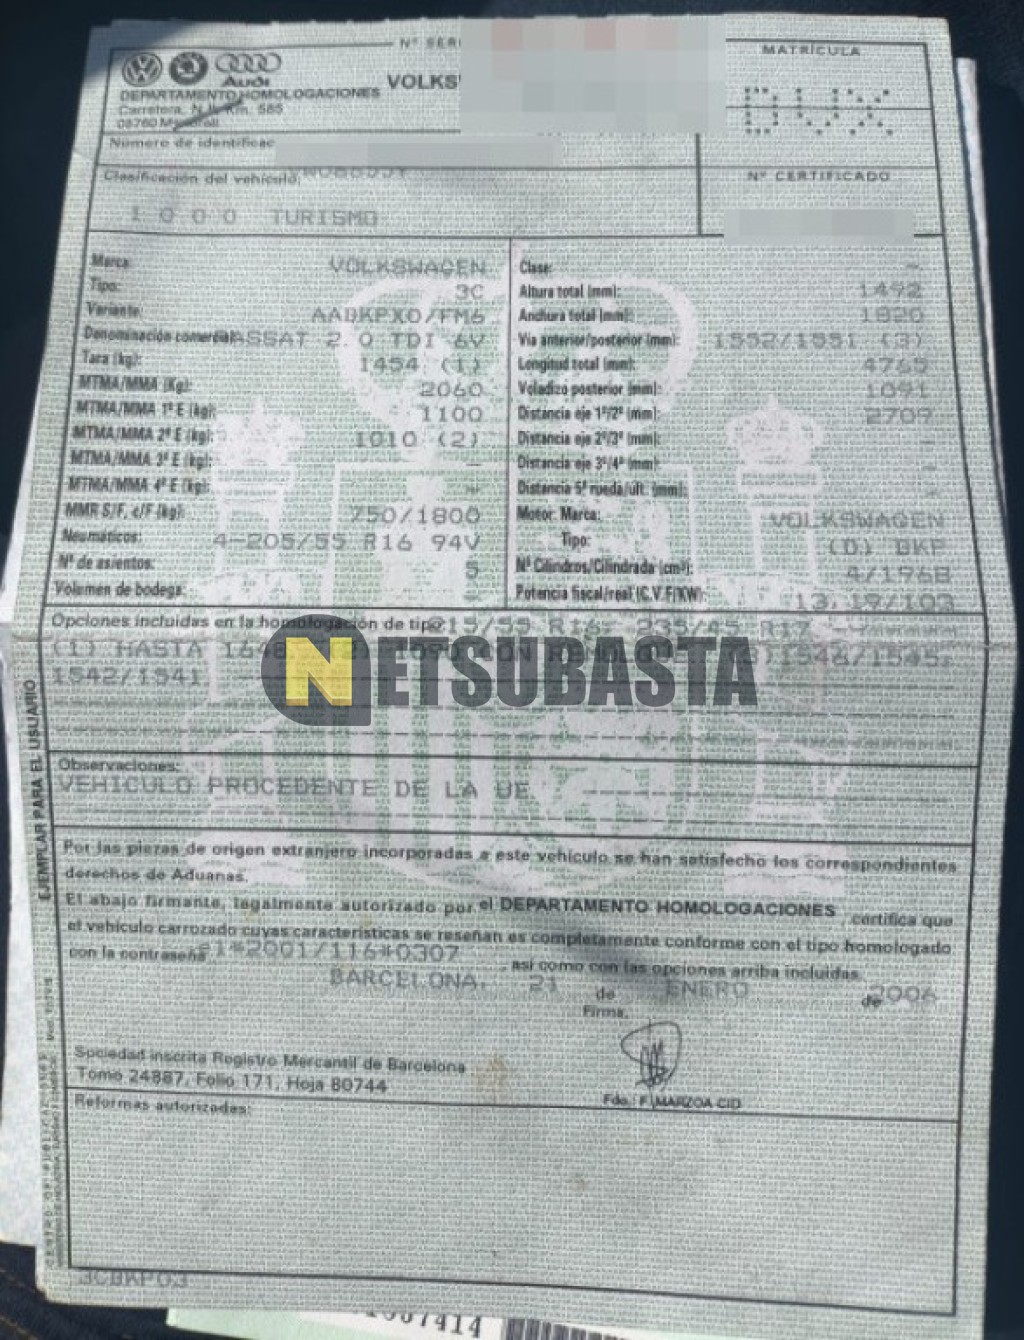 Nº SERI
MATRÍCULA
Audi
VOLKS
DEPARTAMENTO HOMOLOGACIONES
Carretera, N-II, Km. 585
08760
Número de identificac
Clasificación del vehículo:
Nº CERTIFICADO
1 0 0 0 TURISMO
Marca: VOLKSWAGEN
Tipo: 3C
Variante: AABKPX0/FM6
Denominación comercial: PASSAT 2.0 TDI 6V
Tara (kg): 1454 (1)
MTMA/MMA (Kg): 2060
MTMA/MMA 1º E (kg): 1100
MTMA/MMA 2º E (kg): 1010 (2)
MTMA/MMA 3º E (kg): -
MTMA/MMA 4º E (kg): -
MMR S/F, c/F (kg): 750/1800
Neumáticos: 4-205/55 R16 94V
Nº de asientos: 5
Volumen de bodega: -
Clase: -
Altura total (mm): 1492
Anchura total (mm): 1820
Vía anterior/posterior (mm): 1552/1551 (3)
Longitud total (mm): 4765
Voladizo posterior (mm): 1091
Distancia eje 1º/2º (mm): 2709
Distancia eje 2º/3º (mm): -
Distancia eje 3º/4º (mm): -
Distancia 5ª rueda/últ. (mm): -
Motor: Marca: VOLKSWAGEN
Tipo: (D) BKP
Nº Cilindros/Cilindrada (cm³): 4/1968
Potencia fiscal/real (C.V.F/KW): 13,19/103
Opciones incluidas en la homologación de tipo: 215/55 R16; 235/45 R17
(1) HASTA 1648 CON 1546/1545;
1542/1541
NETSUBASTA
Observaciones:
VEHICULO PROCEDENTE DE LA UE
Por las piezas de origen extranjero incorporadas a este vehículo se han satisfecho los correspondientes
derechos de Aduanas.
El abajo firmante, legalmente autorizado por el DEPARTAMENTO HOMOLOGACIONES, certifica que
el vehículo carrozado cuyas características se reseñan es completamente conforme con el tipo homologado
con la contraseña e1*2001/116*0307, así como con las opciones arriba incluidas.
BARCELONA, 21 de ENERO de 2006
Firma,
Sociedad inscrita Registro Mercantil de Barcelona
Tomo 24887, Folio 171, Hoja 80744
Fdo.: F. MARZOA CID
Reformas autorizadas:
EJEMPLAR PARA EL USUARIO
3CBKP03